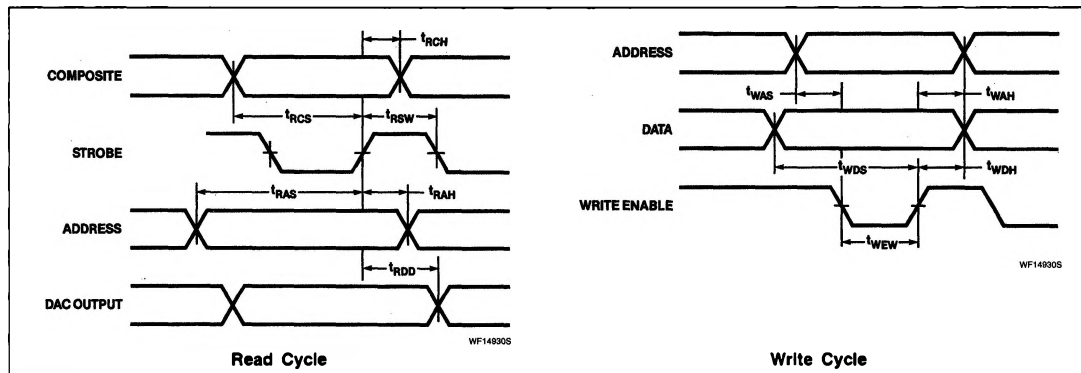 COMPOSITE
tRCH
tRCS
tRSW
STROBE
tRAS
tRAH
ADDRESS
tRDD
DAC OUTPUT
WF14930S
Read Cycle
ADDRESS
tWAS
tWAH
DATA
tWDS
tWDH
WRITE ENABLE
tWEW
WF14930S
Write Cycle